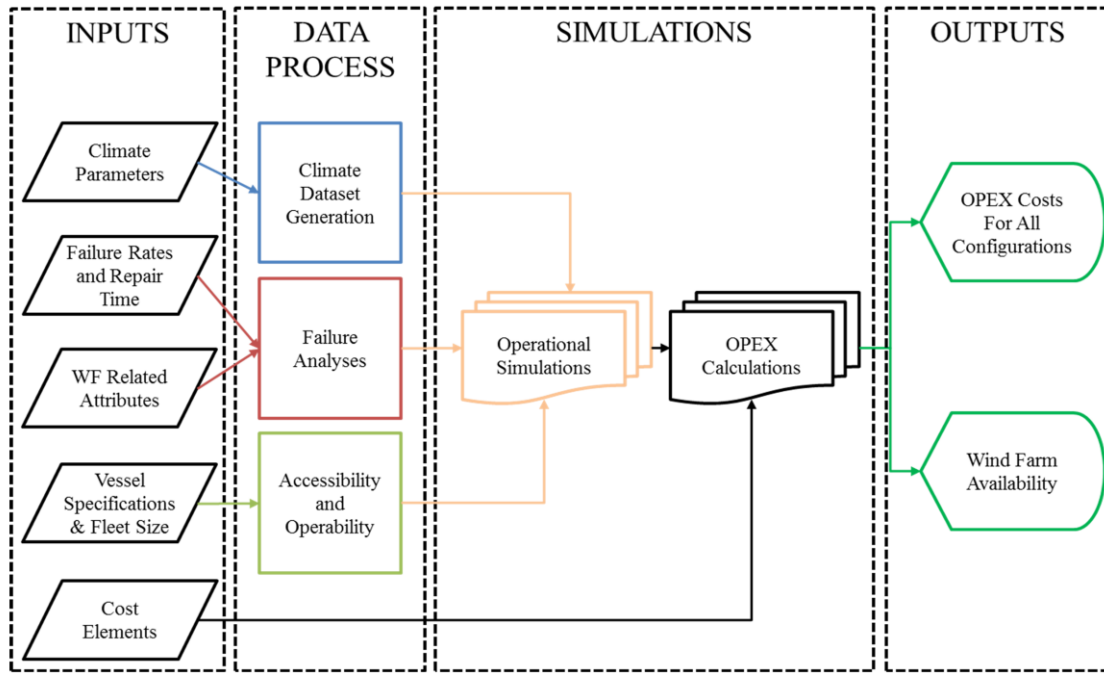 INPUTS
DATA
PROCESS
SIMULATIONS
OUTPUTS
Climate
Parameters
Failure Rates
and Repair
Time
WF Related
Attributes
Vessel
Specifications
& Fleet Size
Cost
Elements
Climate
Dataset
Generation
Failure
Analyses
Accessibility
and
Operability
Operational
Simulations
OPEX
Calculations
OPEX Costs
For All
Configurations
Wind Farm
Availability